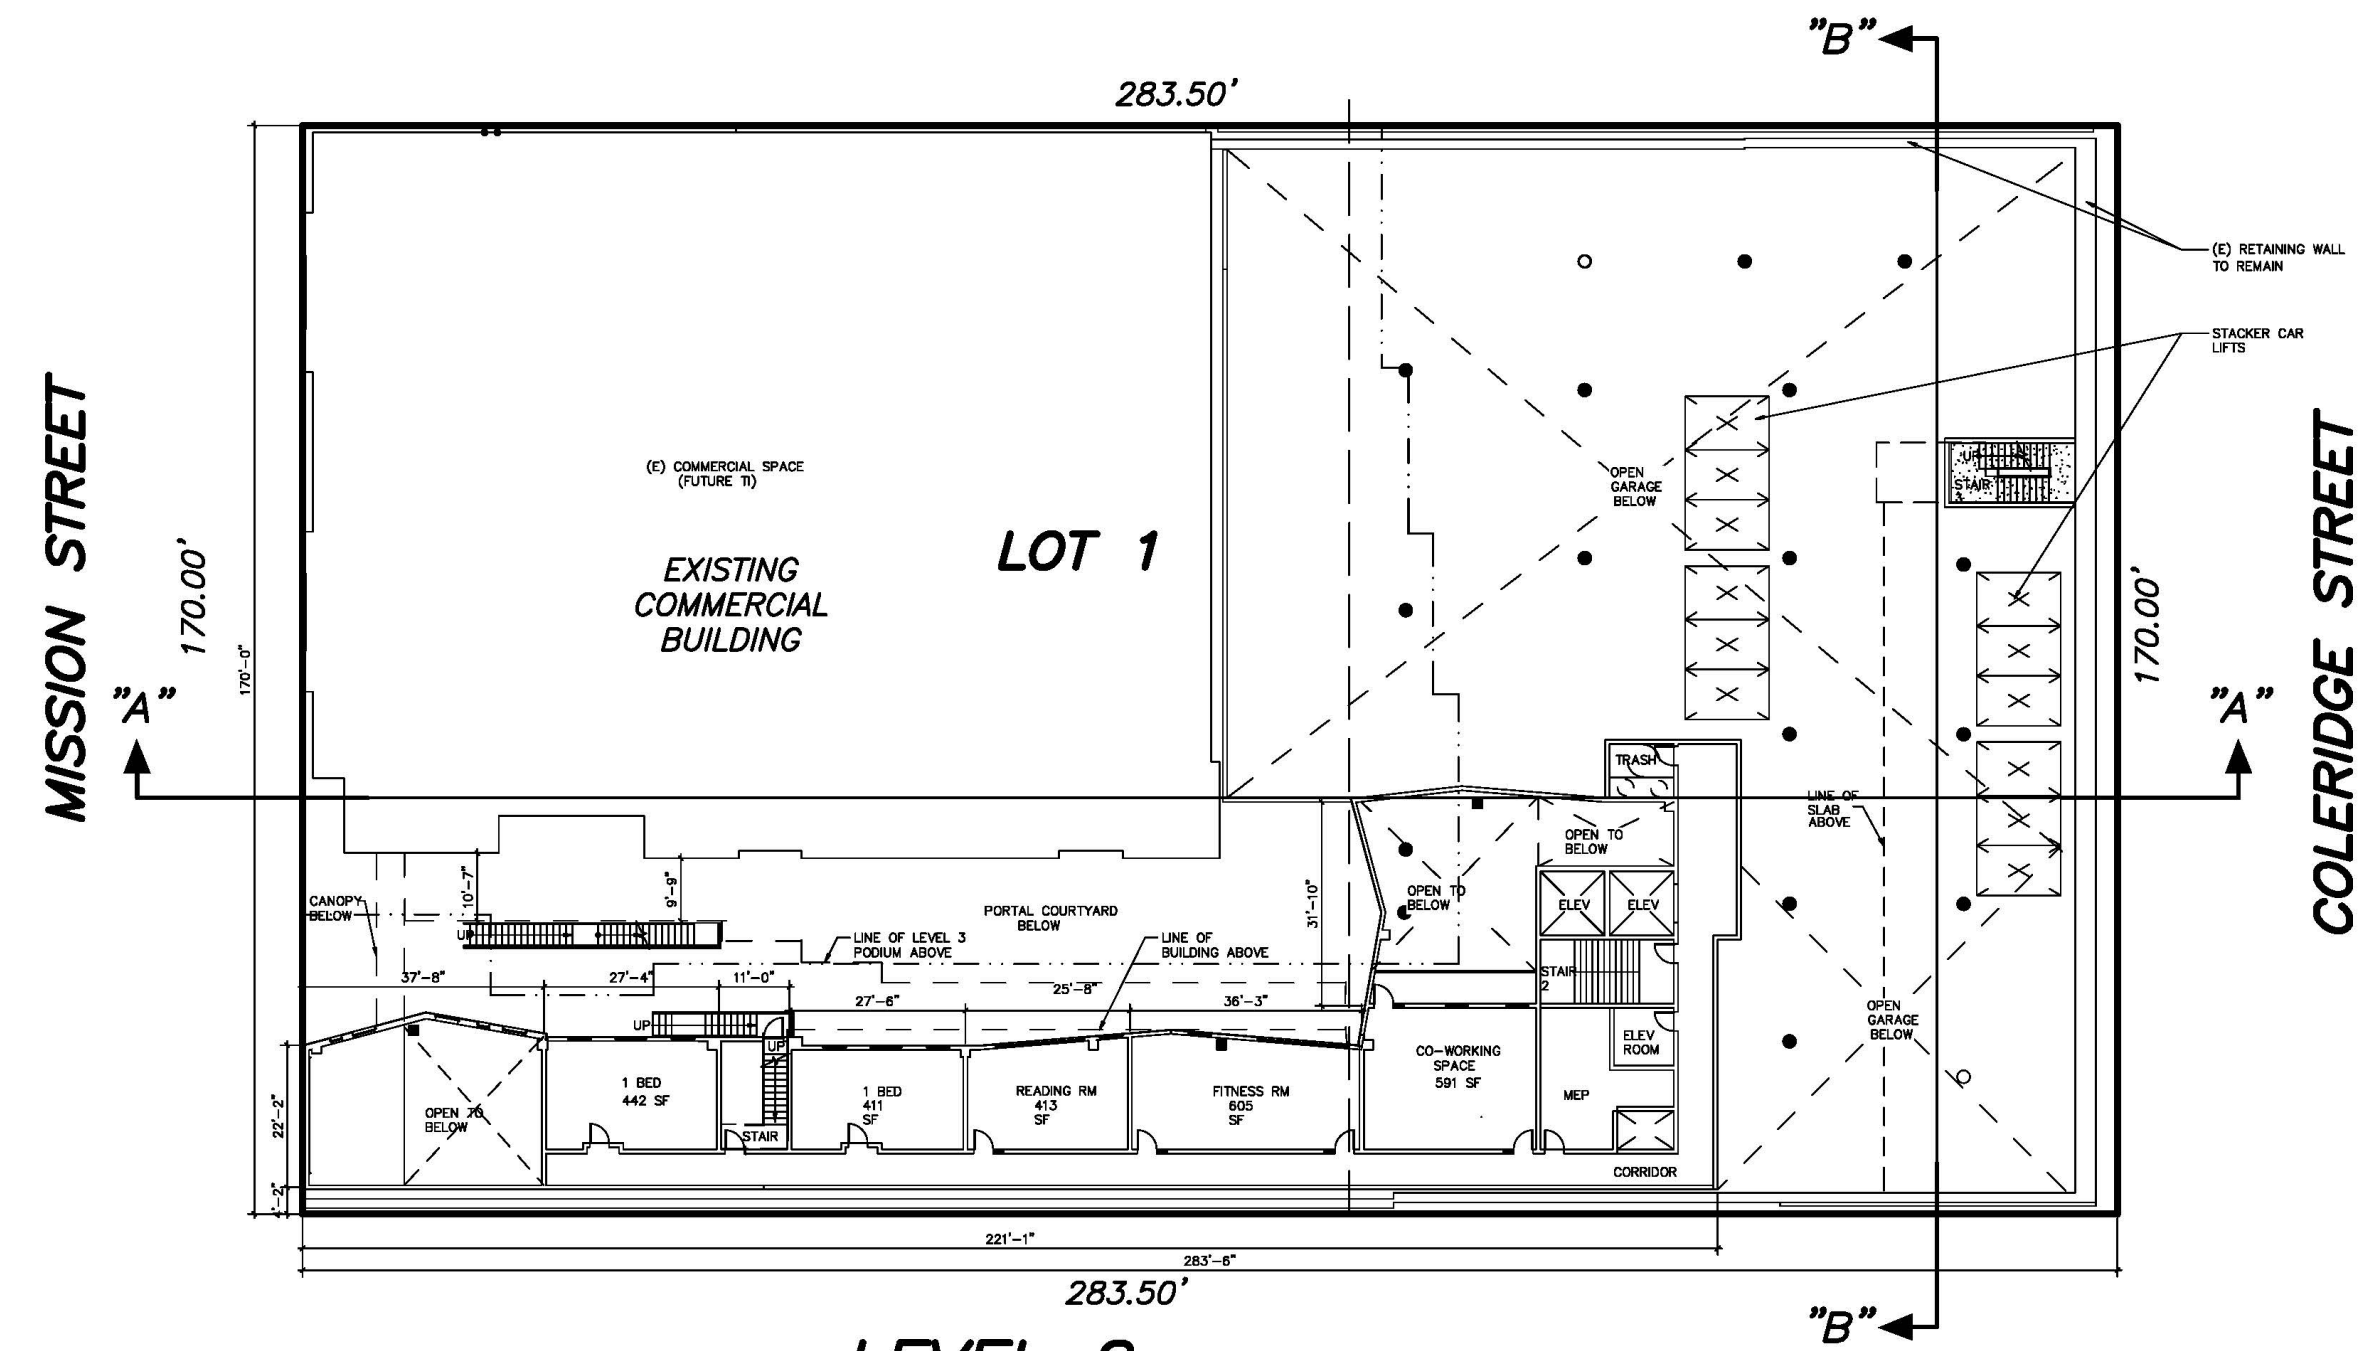 "B"
283.50'
(E) RETAINING WALL
TO REMAIN
STACKER CAR
LIFTS
MISSION STREET
170.00'
170'-0"
(E) COMMERCIAL SPACE
(FUTURE TI)
LOT 1
EXISTING
COMMERCIAL
BUILDING
OPEN
GARAGE
BELOW
UP
STAIR
1
COLERIDGE STREET
170.00'
"A"
"A"
TRASH
LINE OF
SLAB
ABOVE
OPEN TO
BELOW
OPEN TO
BELOW
ELEV
ELEV
CANOPY
BELOW
10'-7"
9'-9"
31'-10"
PORTAL COURTYARD
BELOW
UP
LINE OF LEVEL 3
PODIUM ABOVE
LINE OF
BUILDING ABOVE
37'-8"
27'-4"
11'-0"
27'-6"
25'-8"
36'-3"
STAIR
2
UP
UP
OPEN
GARAGE
BELOW
ELEV
ROOM
CO-WORKING
SPACE
591 SF
MEP
1 BED
442 SF
1 BED
411
SF
READING RM
413
SF
FITNESS RM
605
SF
OPEN TO
BELOW
STAIR
22'-2"
4'-2"
CORRIDOR
221'-1"
283'-6"
283.50'
"B"
LEVEL